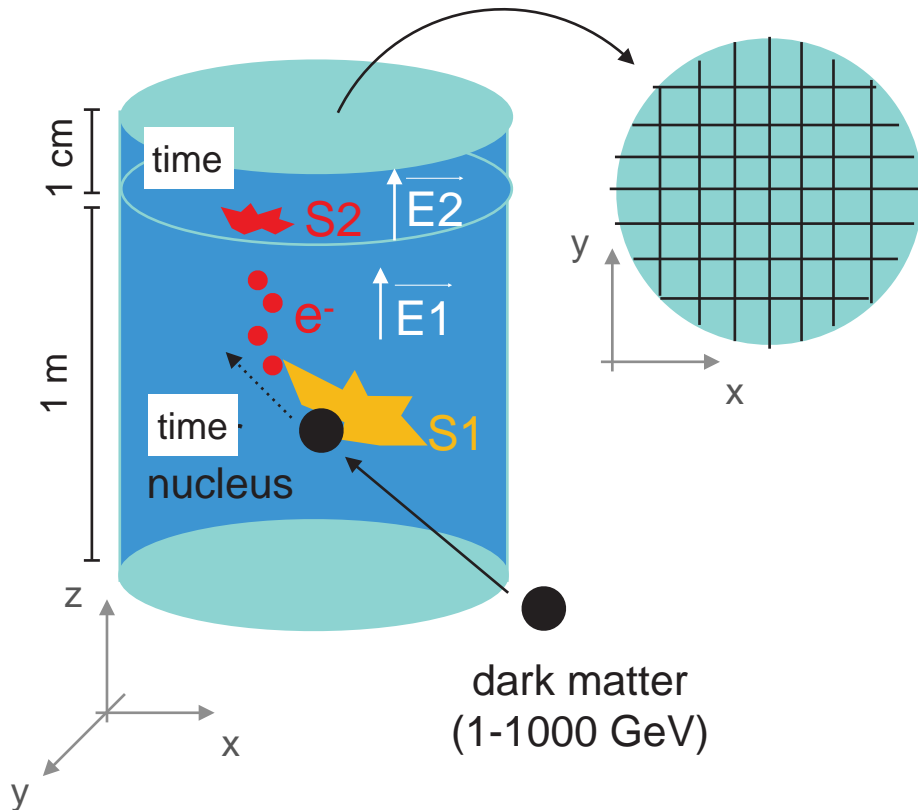 1 cm
time
S2
E2
e-
E1
1 m
time
S1
nucleus
z
x
y
dark matter
(1-1000 GeV)
y
x